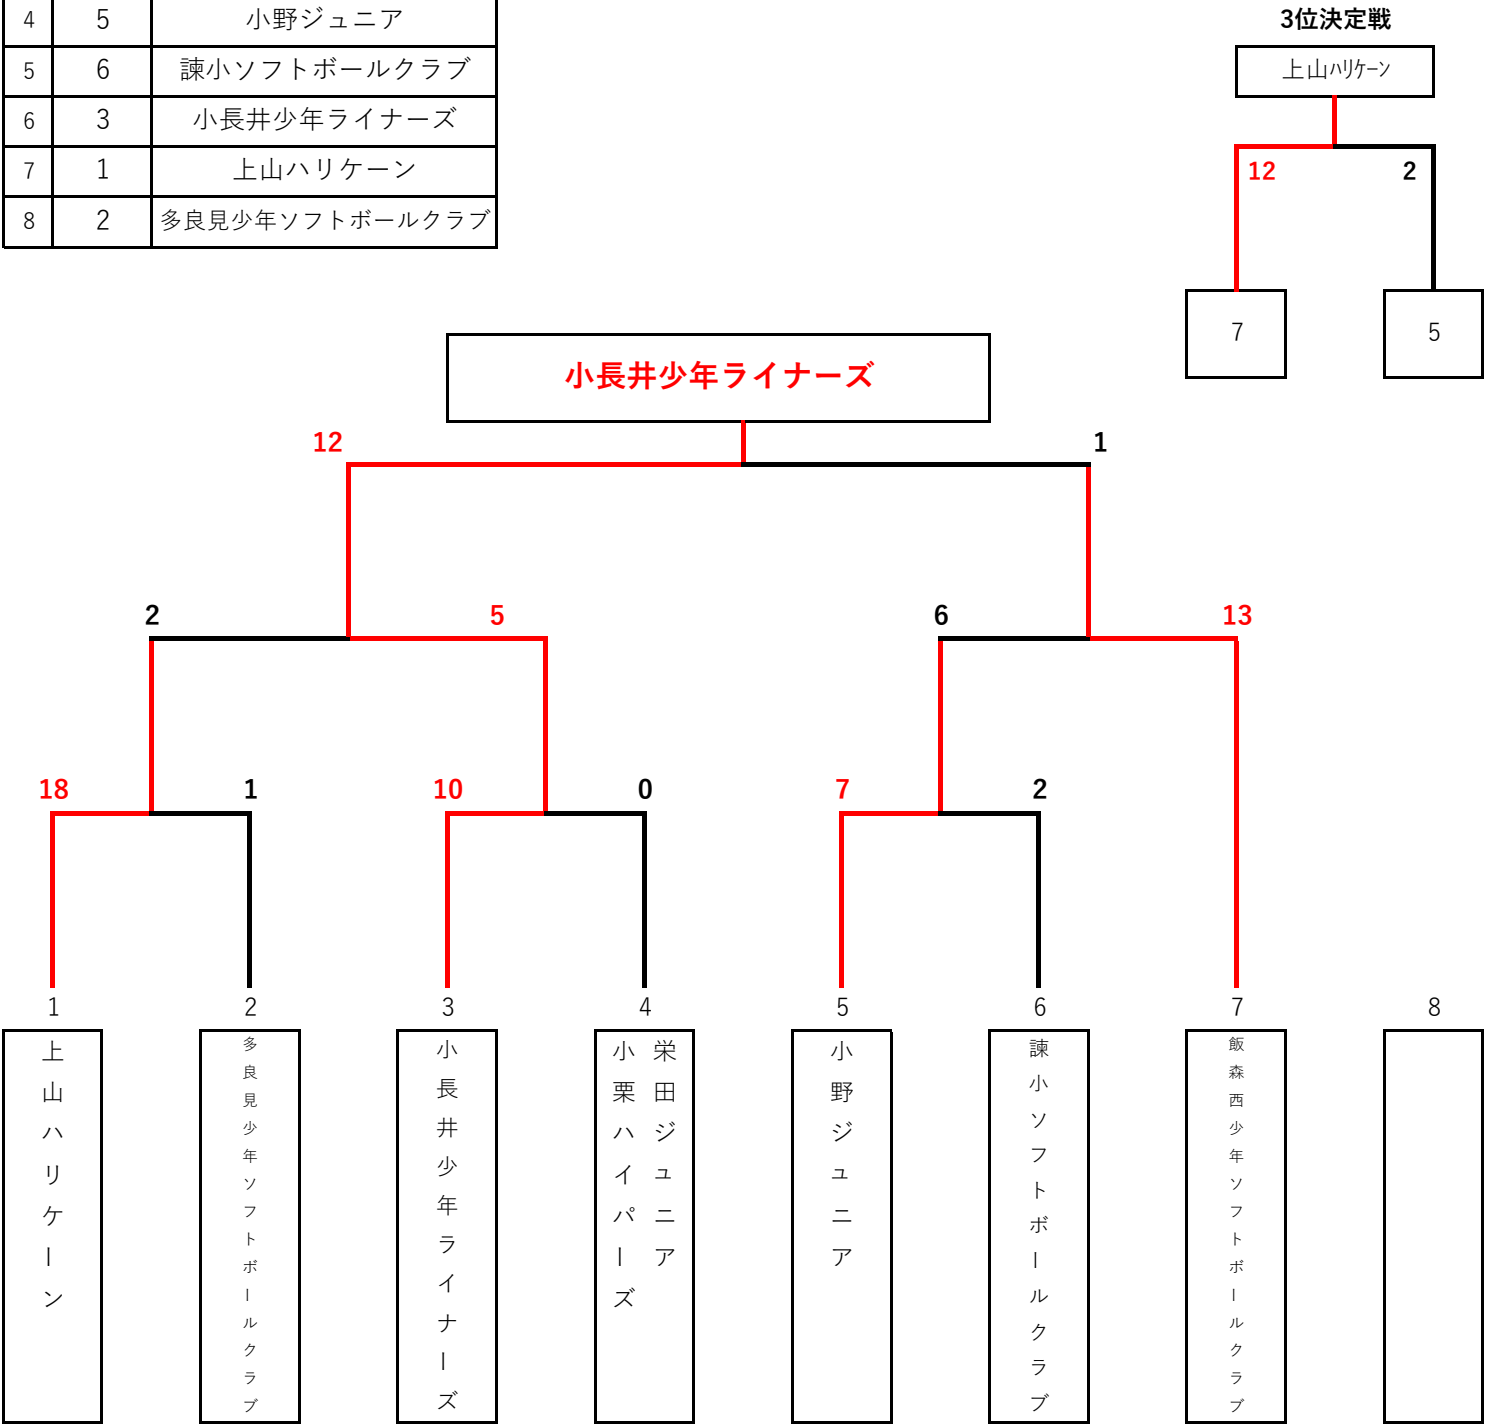 4 5 小野ジュニア
5 6 諫小ソフトボールクラブ
6 3 小長井少年ライナーズ
7 1 上山ハリケーン
8 2 多良見少年ソフトボールクラブ
3位決定戦
上山ﾊﾘｹｰﾝ
12 2
7 5
小長井少年ライナーズ
12 1
2 5 6 13
18 1 10 0 7 2
1 2 3 4 5 6 7 8
上山ハリケーン
多良見少年ソフトボールクラブ
小長井少年ライナーズ
栄田ジュニア
小栗ハイパーズ
小野ジュニア
諫小ソフトボールクラブ
飯森西少年ソフトボールクラブ